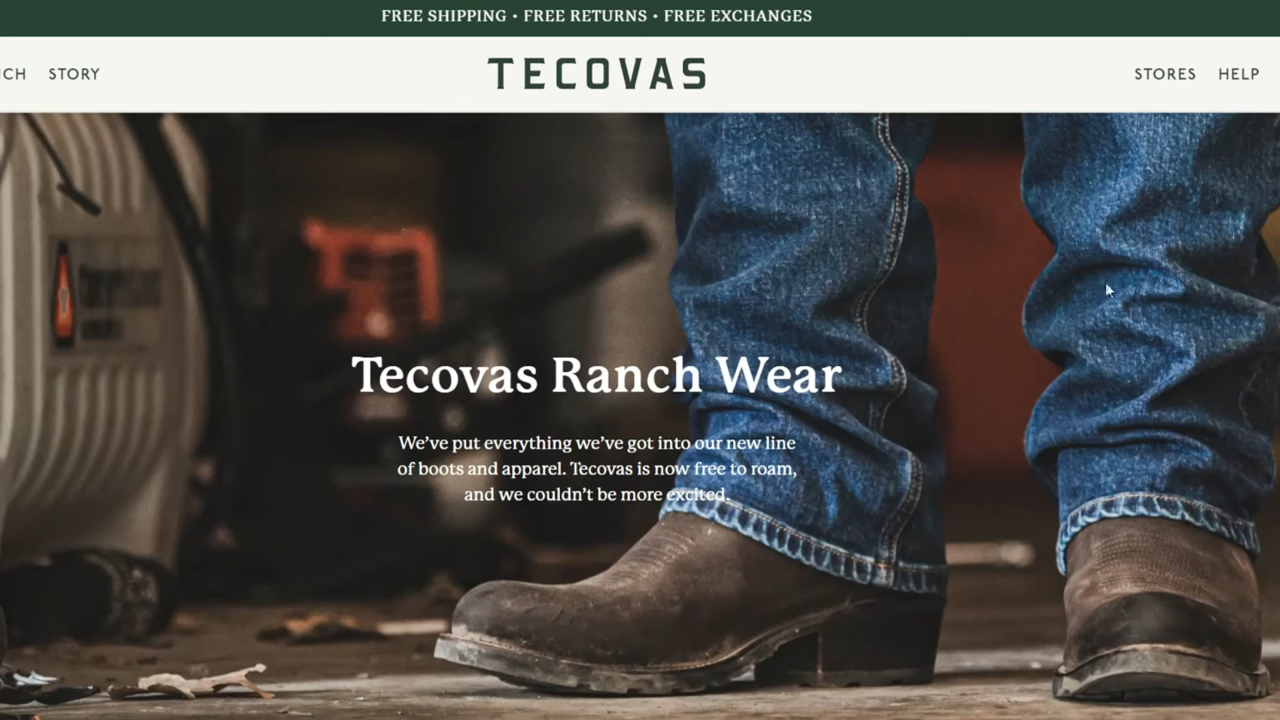 FREE SHIPPING • FREE RETURNS • FREE EXCHANGES
STORY
TECOVAS
STORES
HELP
Tecovas Ranch Wear
We’ve put everything we’ve got into our new line
of boots and apparel. Tecovas is now free to roam,
and we couldn’t be more excited.